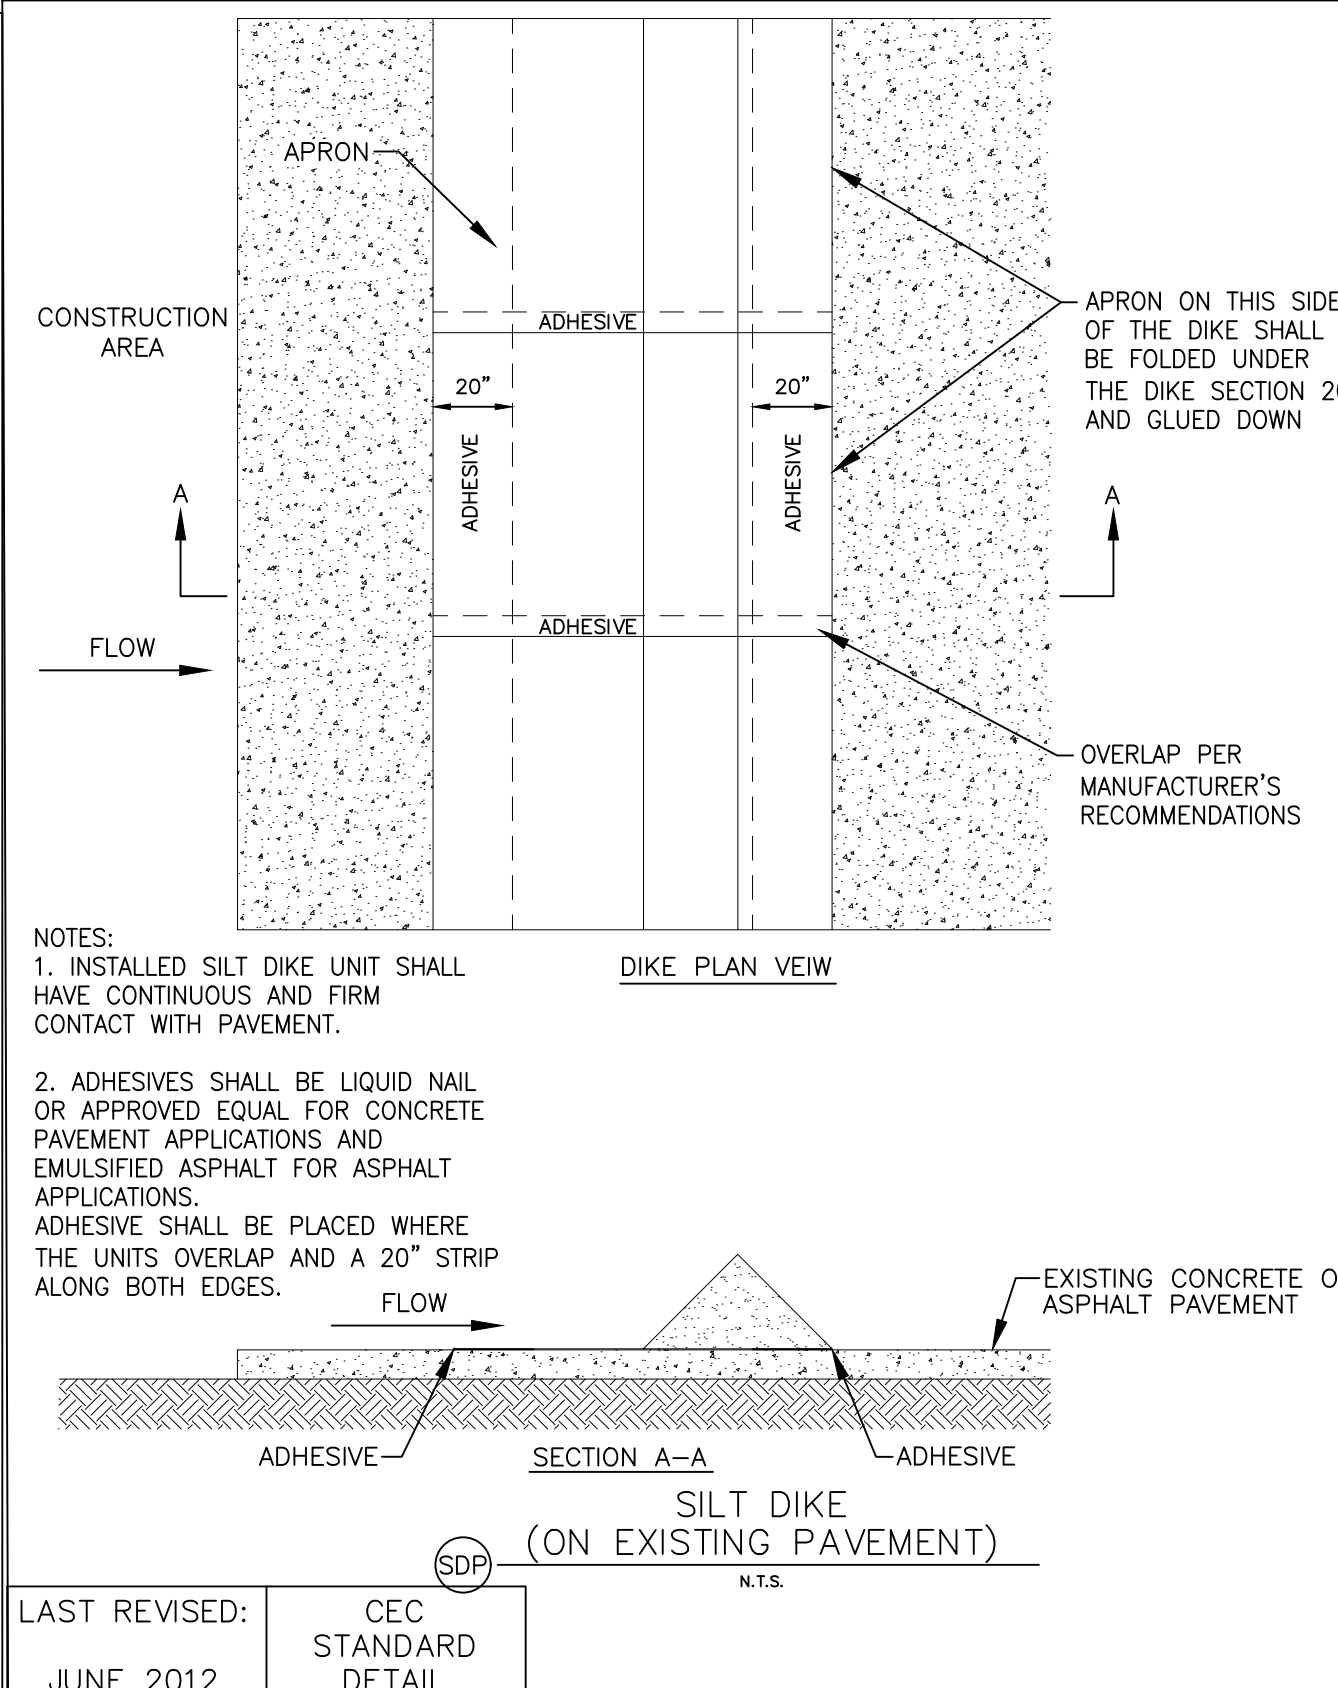 APRON
CONSTRUCTION
AREA
ADHESIVE
20”
20”
ADHESIVE
ADHESIVE
APRON ON THIS SIDE
OF THE DIKE SHALL
BE FOLDED UNDER
THE DIKE SECTION
AND GLUED DOWN
A
A
FLOW
ADHESIVE
OVERLAP PER
MANUFACTURER'S
RECOMMENDATIONS
NOTES:
1. INSTALLED SILT DIKE UNIT SHALL
HAVE CONTINUOUS AND FIRM
CONTACT WITH PAVEMENT.
DIKE PLAN VEIW
2. ADHESIVES SHALL BE LIQUID NAIL
OR APPROVED EQUAL FOR CONCRETE
PAVEMENT APPLICATIONS AND
EMULSIFIED ASPHALT FOR ASPHALT
APPLICATIONS.
ADHESIVE SHALL BE PLACED WHERE
THE UNITS OVERLAP AND A 20” STRIP
ALONG BOTH EDGES.
FLOW
EXISTING CONCRETE
ASPHALT PAVEMENT
ADHESIVE
SECTION A-A
ADHESIVE
SILT DIKE
(ON EXISTING PAVEMENT)
SDP
N.T.S.
LAST REVISED:
JUNE 2012
CEC
STANDARD
DETAIL